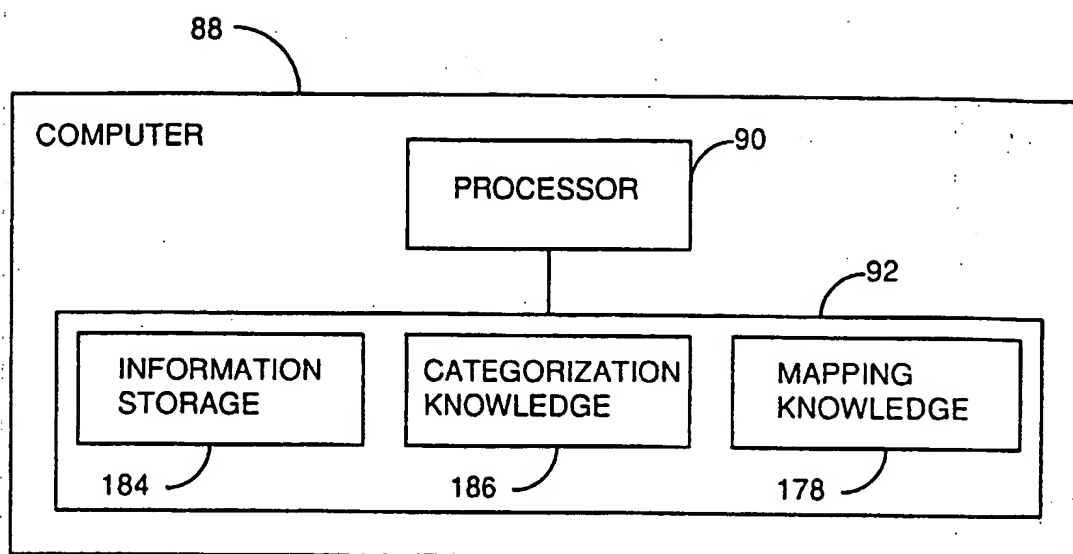 88
COMPUTER
90
PROCESSOR
92
INFORMATION
STORAGE
CATEGORIZATION
KNOWLEDGE
MAPPING
KNOWLEDGE
184
186
178